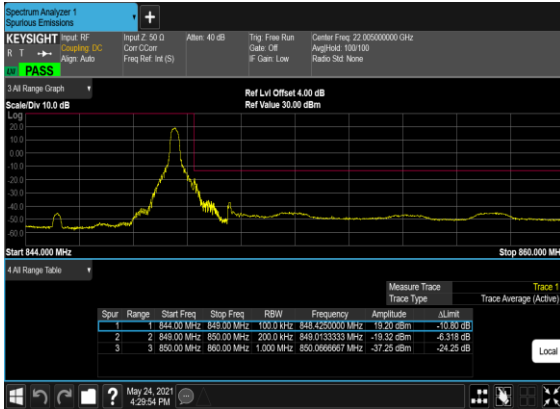 Spectrum Analyzer 1
Spurious Emissions
+
KEYSIGHT Input: RF Input Z: 50 Ω Atten: 40 dB Trig: Free Run Center Freq: 22.005000000 GHz
R T Coupling: DC Corr CCorr Gate: Off Avg|Hold: 100/100
Align: Auto Freq Ref: Int (S) IF Gain: Low Radio Std: None
PASS
3 All Range Graph
Ref Lvl Offset 4.00 dB
Scale/Div 10.0 dB Ref Value 30.00 dBm
Log
20.0
10.0
0.00
-10.0
-20.0
-30.0
-40.0
-50.0
-60.0
Start 844.000 MHz Stop 860.000 MH
4 All Range Table
Measure Trace Trace 1
Trace Type Trace Average (Active)
Spur Range Start Freq Stop Freq RBW Frequency Amplitude ΔLimit
1 1 844.00 MHz 849.00 MHz 100.0 kHz 848.4250000 MHz 19.20 dBm -10.80 dB
2 2 849.00 MHz 850.00 MHz 200.0 kHz 849.0133333 MHz -19.32 dBm -6.318 dB
3 3 850.00 MHz 860.00 MHz 1.000 MHz 850.0666667 MHz -37.25 dBm -24.25 dB
Local
? May 24, 2021
4:29:54 PM